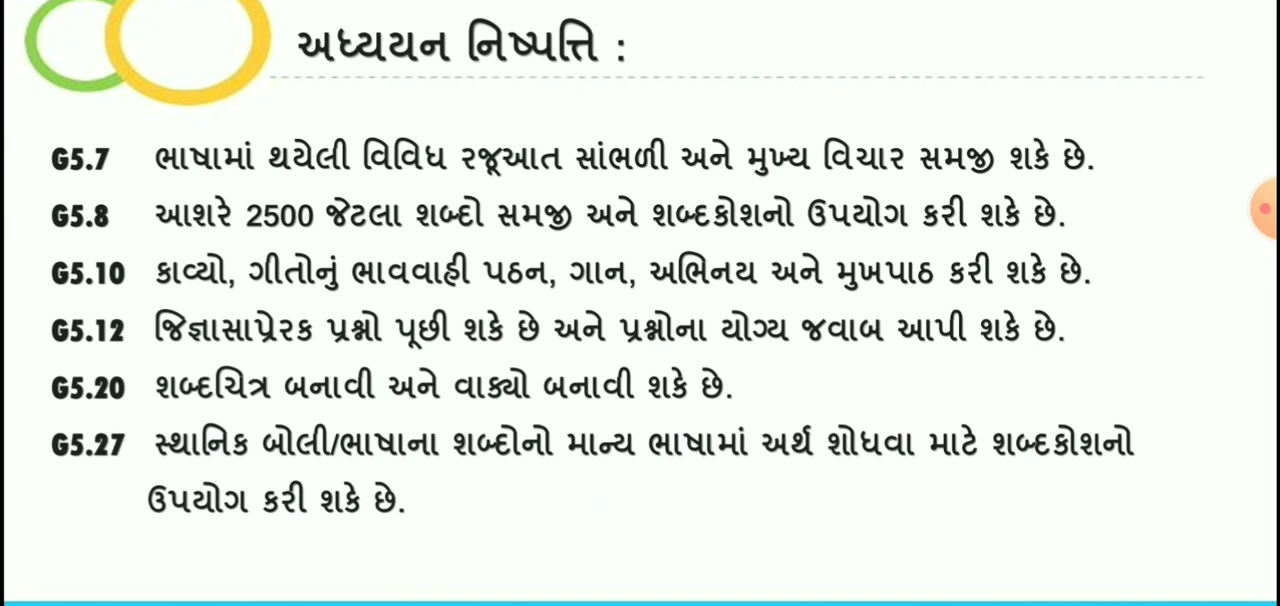 અધ્યયન નિષ્પત્તિ :
G5.7 ભાષામાં થયેલી વિવિધ રજૂઆત સાંભળી અને મુખ્ય વિચાર સમજી શકે છે.
G5.8 આશરે 2500 જેટલા શબ્દો સમજી અને શબ્દકોશનો ઉપયોગ કરી શકે છે.
G5.10 કાવ્યો, ગીતોનું ભાવવાહી પઠન, ગાન, અભિનય અને મુખપાઠ કરી શકે છે.
G5.12 જિજ્ઞાસાપ્રેરક પ્રશ્નો પૂછી શકે છે અને પ્રશ્નોના યોગ્ય જવાબ આપી શકે છે.
G5.20 શબ્દચિત્ર બનાવી અને વાક્યો બનાવી શકે છે.
G5.27 સ્થાનિક બોલી/ભાષાના શબ્દોનો માન્ય ભાષામાં અર્થ શોધવા માટે શબ્દકોશનો
ઉપયોગ કરી શકે છે.